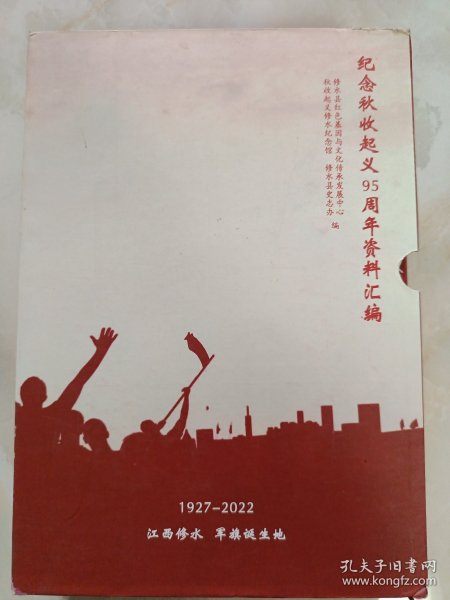 纪念秋收起义95周年资料汇编
修水县红色基因与文化传承发展中心
秋收起义修水纪念馆 修水县史志办
编
1927-2022
江西修水 军旗诞生地
孔夫子旧书网
www.kongfz.com